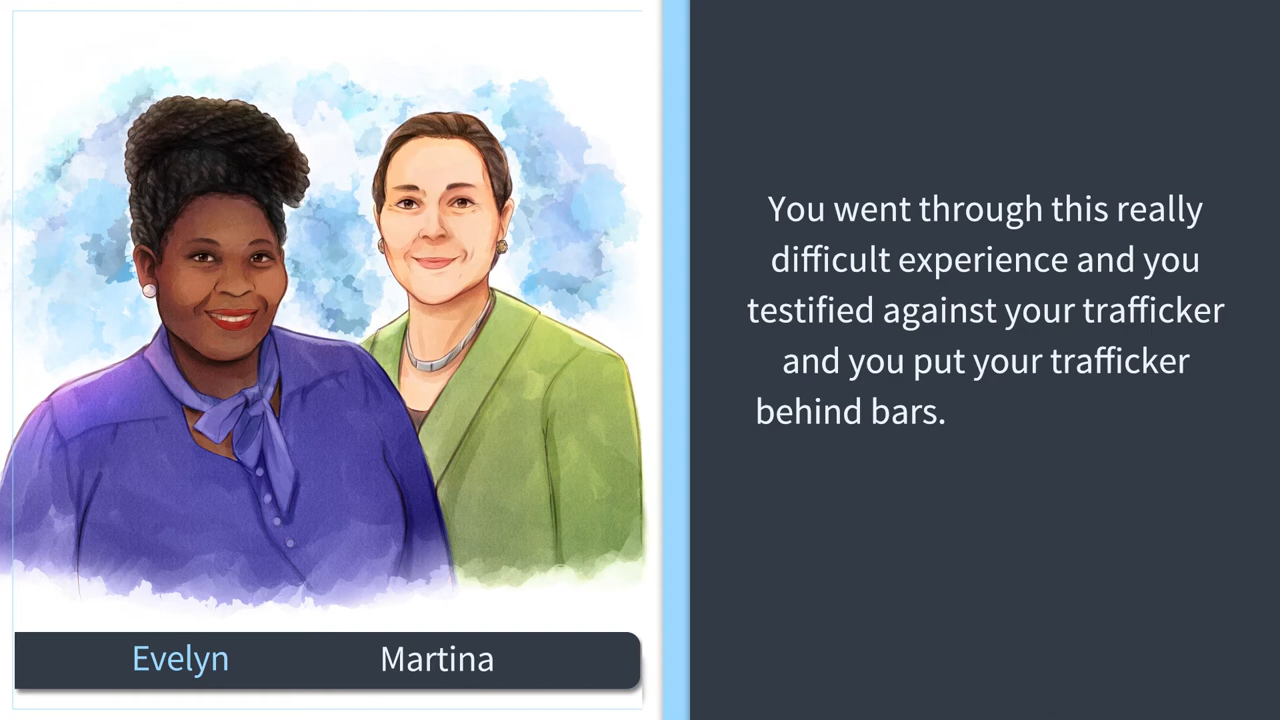 You went through this really
difficult experience and you
testified against your trafficker
and you put your trafficker
behind bars.
Evelyn
Martina